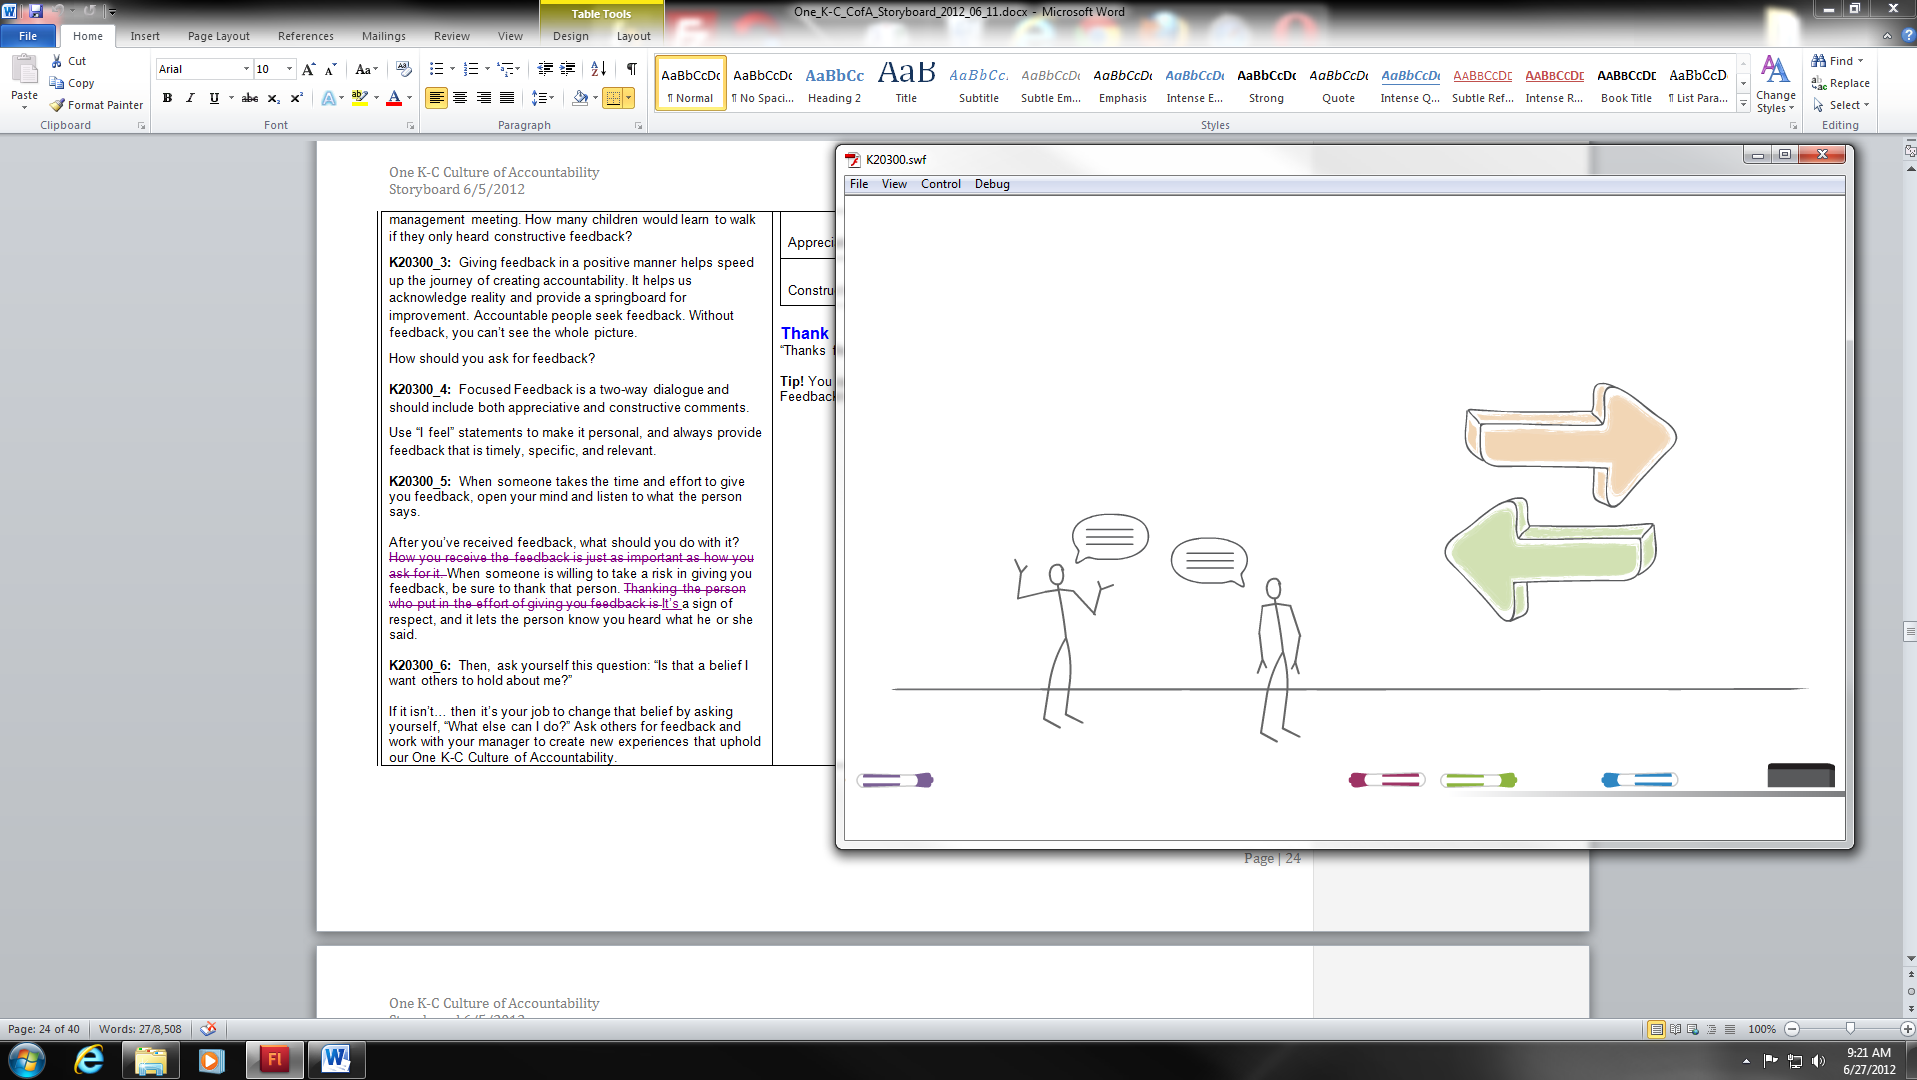 One_K-C_CofA_Storyboard_2012_06_11.docx - Microsoft Word
Table Tools
File
Home
Insert
Page Layout
References
Mailings
Review
View
Design
Layout
Paste
Cut
Copy
Format Painter
Clipboard
Arial
10
Font
Paragraph
AaBbCcDc
¶ Normal
AaBbCcDc
¶ No Spaci...
AaBbCc
Heading 2
AaB
Title
AaBbCc.
Subtitle
AaBbCcDc
Subtle Em...
AaBbCcDc
Emphasis
AaBbCcDc
Intense E...
AaBbCcDc
Strong
AaBbCcDc
Quote
AaBbCcDc
Intense Q...
AABBCCDE
Subtle Ref...
AABBCCDE
Intense R...
AABBCCDE
Book Title
AaBbCcD
¶ List Para...
Styles
Change
Styles
Find
Replace
Select
Editing
One K-C Culture of Accountability
Storyboard 6/5/2012
management meeting. How many children would learn to walk
if they only heard constructive feedback?
K20300_3: Giving feedback in a positive manner helps speed
up the journey of creating accountability. It helps us
acknowledge reality and provide a springboard for
improvement. Accountable people seek feedback. Without
feedback, you can't see the whole picture.
How should you ask for feedback?
K20300_4: Focused Feedback is a two-way dialogue and
should include both appreciative and constructive comments.
Use “I feel” statements to make it personal, and always provide
feedback that is timely, specific, and relevant.
K20300_5: When someone takes the time and effort to give
you feedback, open your mind and listen to what the person
says.
After you've received feedback, what should you do with it?
How you receive the feedback is just as important as how you
ask for it. When someone is willing to take a risk in giving you
feedback, be sure to thank that person. Thanking the person
who put in the effort of giving you feedback is It's a sign of
respect, and it lets the person know you heard what he or she
said.
K20300_6: Then, ask yourself this question: “Is that a belief I
want others to hold about me?”
If it isn't… then it's your job to change that belief by asking
yourself, “What else can I do?” Ask others for feedback and
work with your manager to create new experiences that uphold
our One K-C Culture of Accountability.
Appreci
Constru
Thank
“Thanks
Tip! You
Feedback
K20300.swf
File
View
Control
Debug
Page | 24
One K-C Culture of Accountability
Storyboard 6/5/2012
Page: 24 of 40
Words: 27/8,508
100%
9:21 AM
6/27/2012